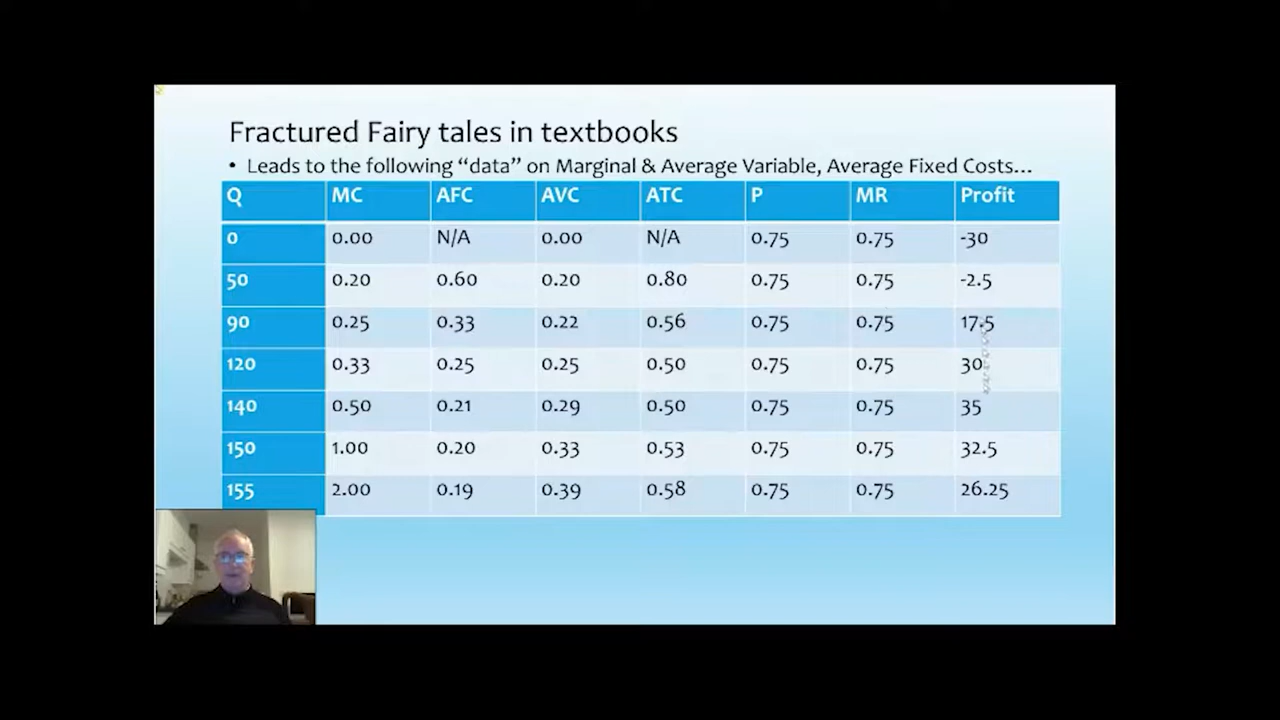 Fractured Fairy tales in textbooks
• Leads to the following “data” on Marginal & Average Variable, Average Fixed Costs…
Q MC AFC AVC ATC P MR Profit
0 0.00 N/A 0.00 N/A 0.75 0.75 -30
50 0.20 0.60 0.20 0.80 0.75 0.75 -2.5
90 0.25 0.33 0.22 0.56 0.75 0.75 17.5
120 0.33 0.25 0.25 0.50 0.75 0.75 30
140 0.50 0.21 0.29 0.50 0.75 0.75 35
150 1.00 0.20 0.33 0.53 0.75 0.75 32.5
155 2.00 0.19 0.39 0.58 0.75 0.75 26.25